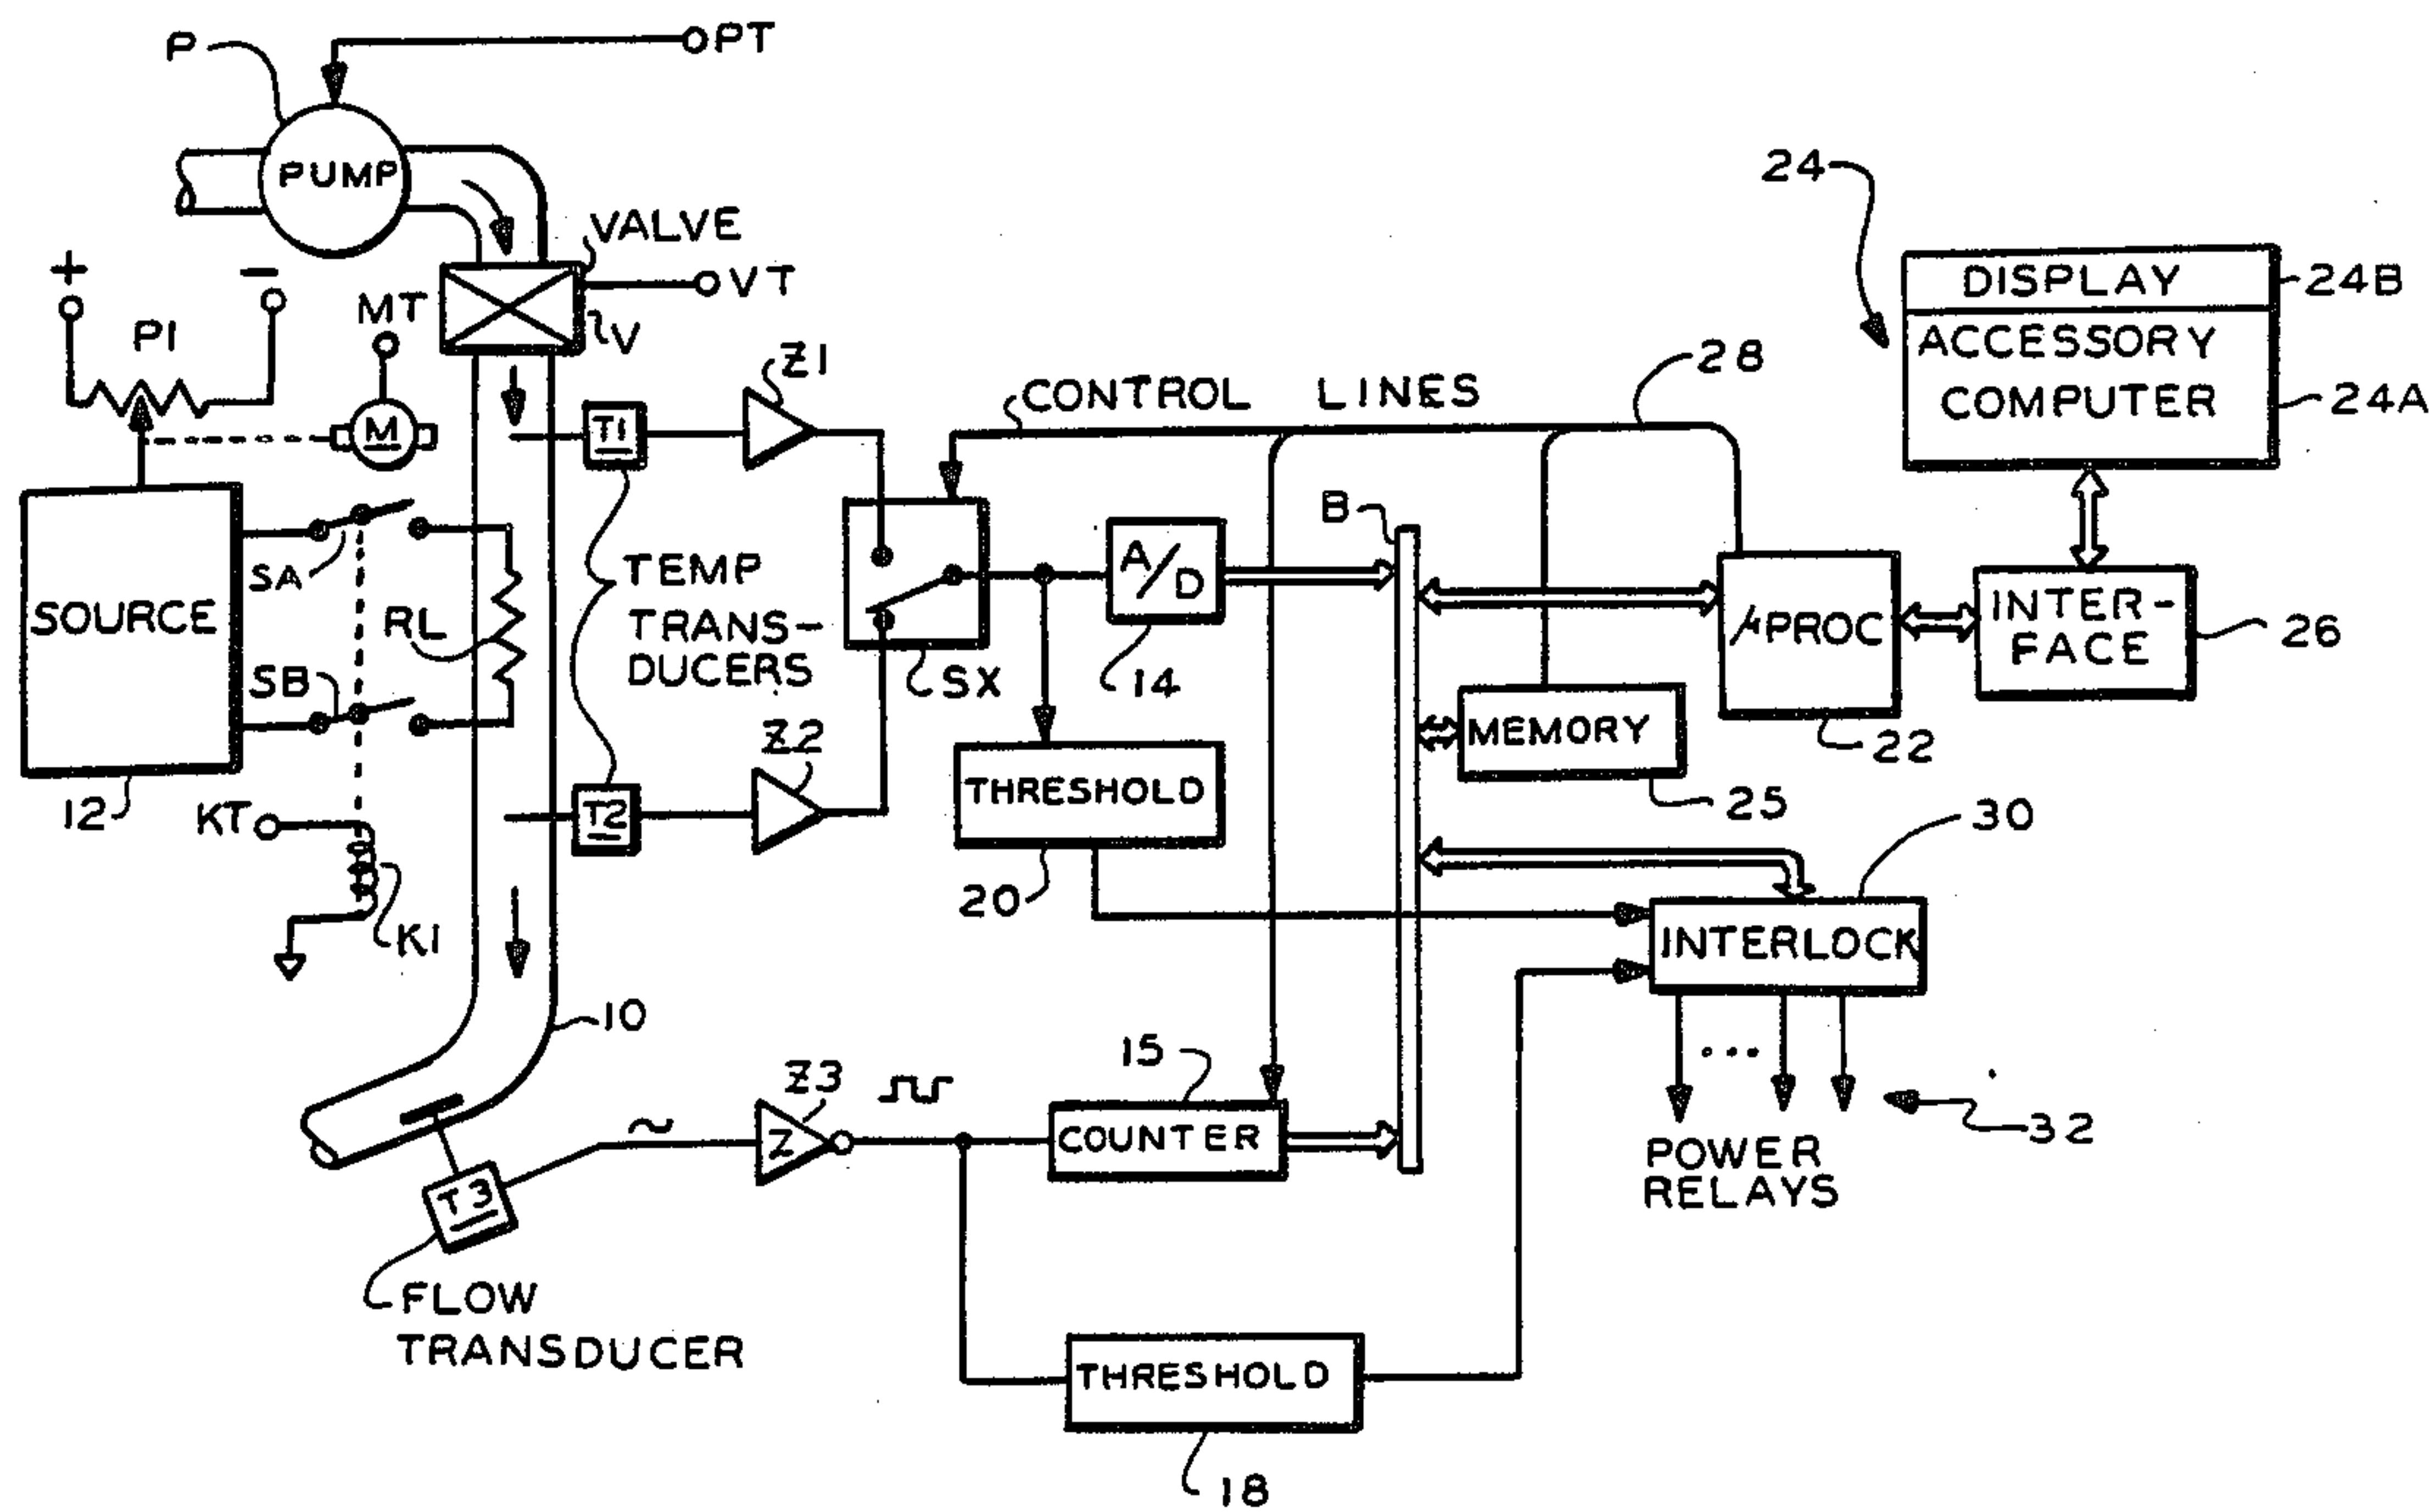 P
PT
PUMP
VALVE
VT
V
+
−
P1
MT
M
24
DISPLAY
24B
ACCESSORY
COMPUTER
24A
Z1
CONTROL LINES
28
T1
SOURCE
12
SA
SB
RL
TEMP
TRANS-
DUCERS
SX
A/D
14
B
μPROC
22
INTER-
FACE
26
MEMORY
25
Z2
T2
THRESHOLD
20
KT
K1
30
INTERLOCK
10
15
COUNTER
Z3
Z
~
...
POWER
RELAYS
32
T3
FLOW
TRANSDUCER
THRESHOLD
18